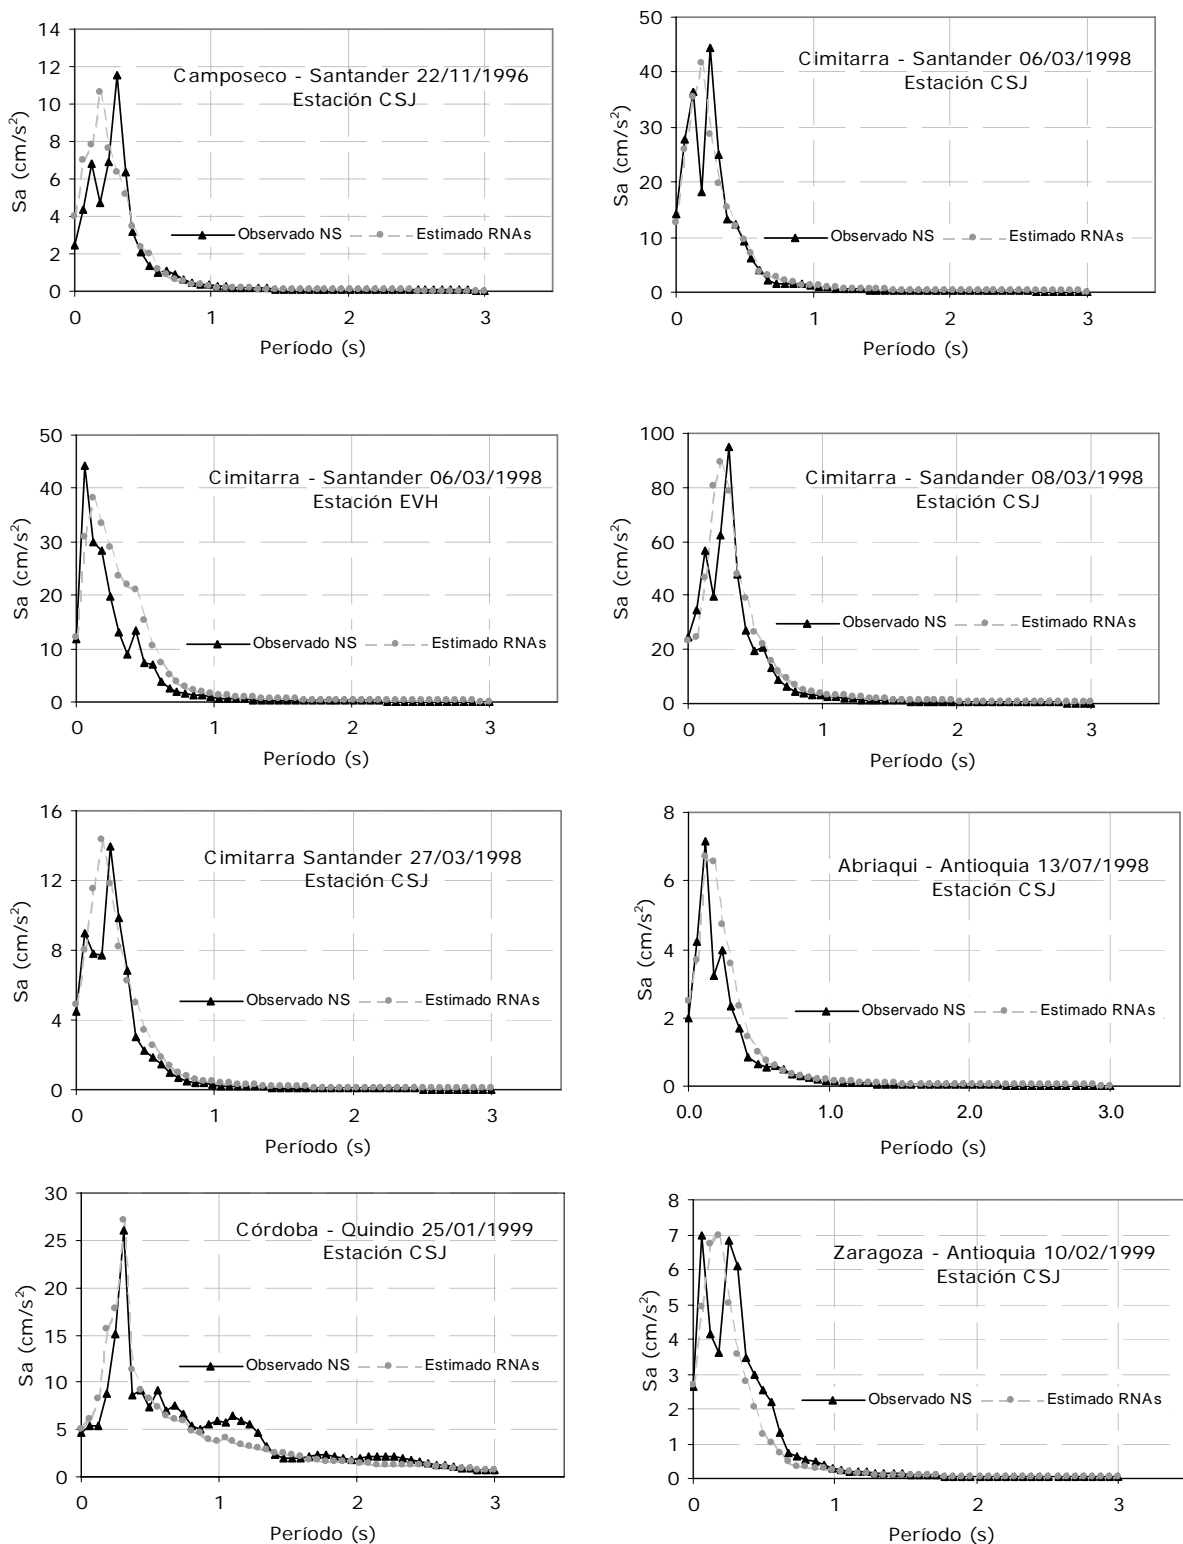 Camposeco - Santander 22/11/1996
Estación CSJ
Sa (cm/s²)
14
12
10
8
6
4
2
0
Observado NS
Estimado RNAs
0 1 2 3
Período (s)
Cimitarra - Santander 06/03/1998
Estación CSJ
Sa (cm/s²)
50
40
30
20
10
0
Observado NS
Estimado RNAs
0 1 2 3
Período (s)
Cimitarra - Santander 06/03/1998
Estación EVH
Sa (cm/s²)
50
40
30
20
10
0
Observado NS
Estimado RNAs
0 1 2 3
Período (s)
Cimitarra - Sandander 08/03/1998
Estación CSJ
Sa (cm/s²)
100
80
60
40
20
0
Observado NS
Estimado RNAs
0 1 2 3
Período (s)
Cimitarra Santander 27/03/1998
Estación CSJ
Sa (cm/s²)
16
12
8
4
0
Observado NS
Estimado RNAs
0 1 2 3
Período (s)
Abriaqui - Antioquia 13/07/1998
Estación CSJ
Sa (cm/s²)
8
6
4
2
0
Observado NS
Estimado RNAs
0.0 1.0 2.0 3.0
Período (s)
Córdoba - Quindio 25/01/1999
Estación CSJ
Sa (cm/s²)
30
25
20
15
10
5
0
Observado NS
Estimado RNAs
0 1 2 3
Período (s)
Zaragoza - Antioquia 10/02/1999
Estación CSJ
Sa (cm/s²)
8
7
6
5
4
3
2
1
0
Observado NS
Estimado RNAs
0 1 2 3
Período (s)